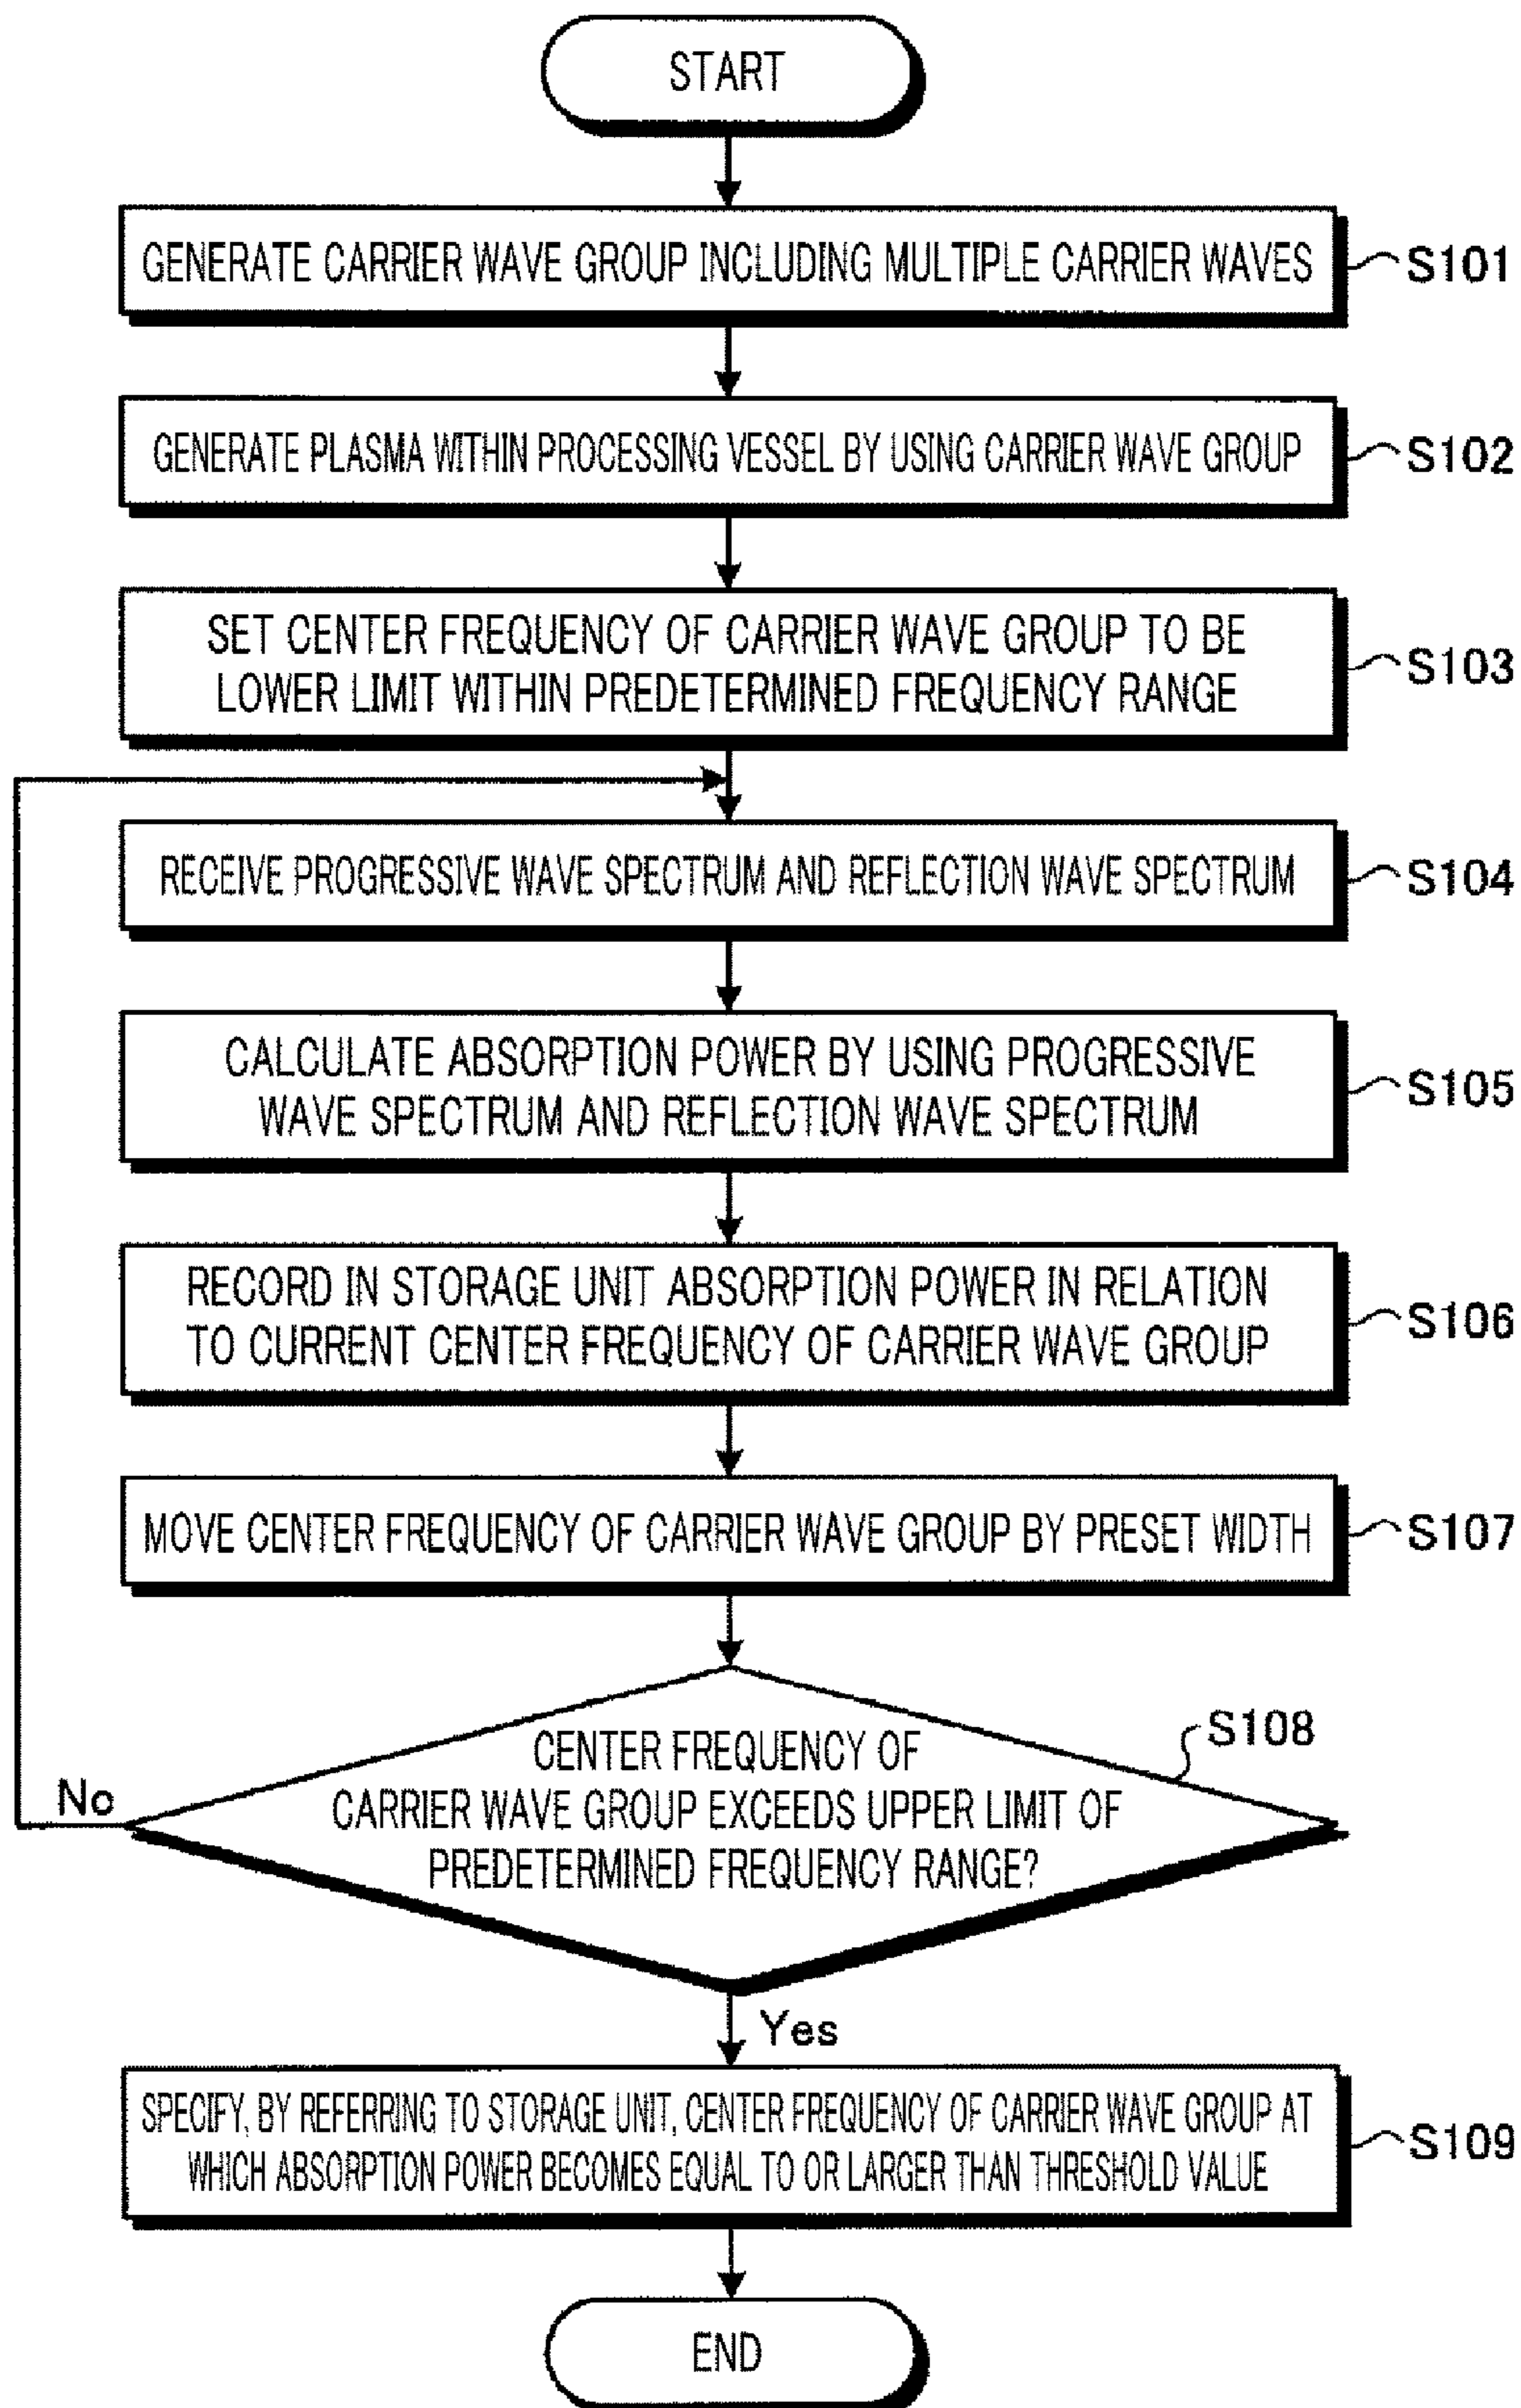 START
GENERATE CARRIER WAVE GROUP INCLUDING MULTIPLE CARRIER WAVES
S101
GENERATE PLASMA WITHIN PROCESSING VESSEL BY USING CARRIER WAVE GROUP
S102
SET CENTER FREQUENCY OF CARRIER WAVE GROUP TO BE
LOWER LIMIT WITHIN PREDETERMINED FREQUENCY RANGE
S103
RECEIVE PROGRESSIVE WAVE SPECTRUM AND REFLECTION WAVE SPECTRUM
S104
CALCULATE ABSORPTION POWER BY USING PROGRESSIVE
WAVE SPECTRUM AND REFLECTION WAVE SPECTRUM
S105
RECORD IN STORAGE UNIT ABSORPTION POWER IN RELATION
TO CURRENT CENTER FREQUENCY OF CARRIER WAVE GROUP
S106
MOVE CENTER FREQUENCY OF CARRIER WAVE GROUP BY PRESET WIDTH
S107
CENTER FREQUENCY OF
CARRIER WAVE GROUP EXCEEDS UPPER LIMIT OF
PREDETERMINED FREQUENCY RANGE?
S108
No
Yes
SPECIFY, BY REFERRING TO STORAGE UNIT, CENTER FREQUENCY OF CARRIER WAVE GROUP AT
WHICH ABSORPTION POWER BECOMES EQUAL TO OR LARGER THAN THRESHOLD VALUE
S109
END